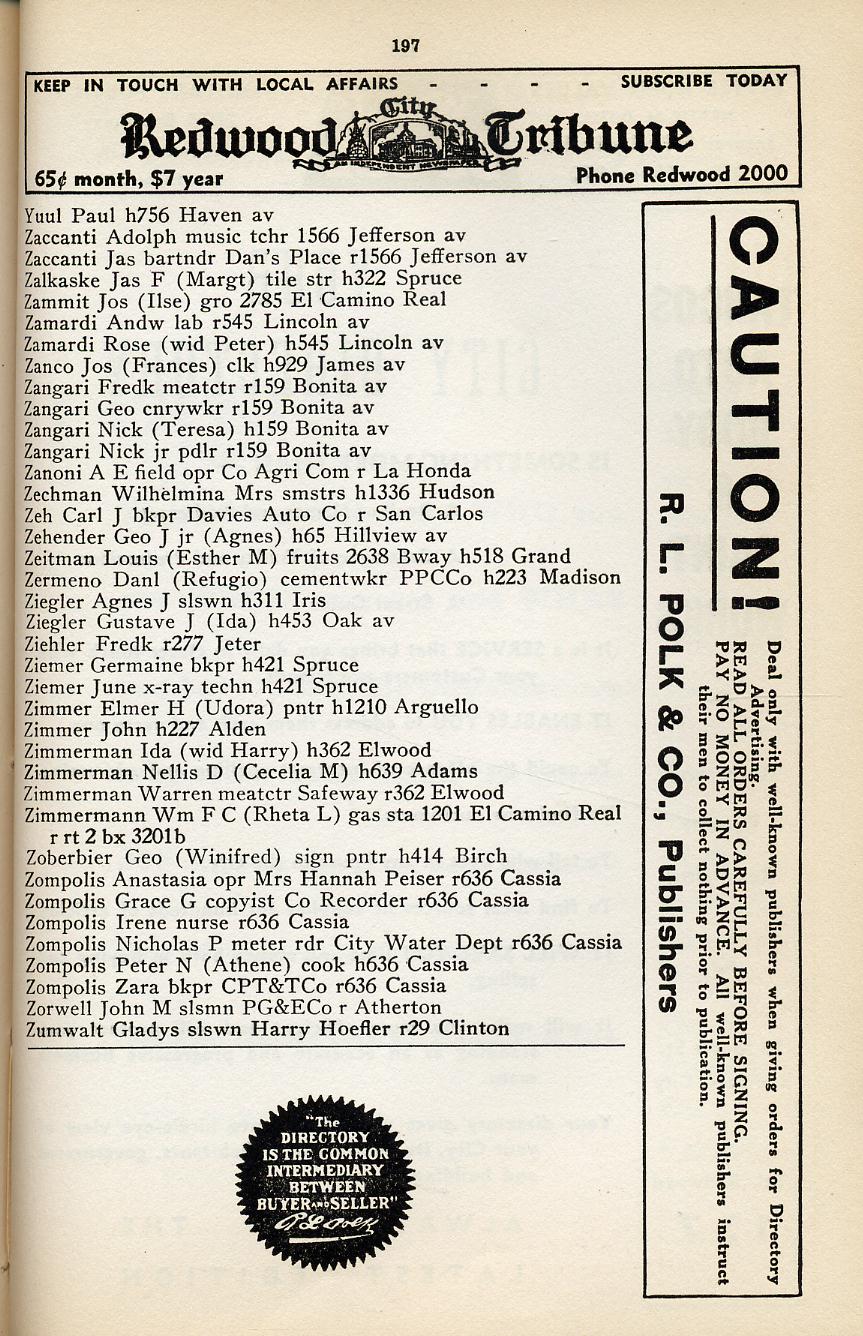 197
KEEP IN TOUCH WITH LOCAL AFFAIRS - - - - SUBSCRIBE TODAY
Redwood City Tribune
AN INDEPENDENT NEWSPAPER
65¢ month, $7 year Phone Redwood 2000
Yuul Paul h756 Haven av
Zaccanti Adolph music tchr 1566 Jefferson av
Zaccanti Jas bartndr Dan's Place r1566 Jefferson av
Zalkaske Jas F (Margt) tile str h322 Spruce
Zammit Jos (Ilse) gro 2785 El Camino Real
Zamardi Andw lab r545 Lincoln av
Zamardi Rose (wid Peter) h545 Lincoln av
Zanco Jos (Frances) clk h929 James av
Zangari Fredk meatctr r159 Bonita av
Zangari Geo cnrywkr r159 Bonita av
Zangari Nick (Teresa) h159 Bonita av
Zangari Nick jr pdlr r159 Bonita av
Zanoni A E field opr Co Agri Com r La Honda
Zechman Wilhelmina Mrs smstrs h1336 Hudson
Zeh Carl J bkpr Davies Auto Co r San Carlos
Zehender Geo J jr (Agnes) h65 Hillview av
Zeitman Louis (Esther M) fruits 2638 Bway h518 Grand
Zermeno Danl (Refugio) cementwkr PPCCo h223 Madison
Ziegler Agnes J slswn h311 Iris
Ziegler Gustave J (Ida) h453 Oak av
Ziehler Fredk r277 Jeter
Ziemer Germaine bkpr h421 Spruce
Ziemer June x-ray techn h421 Spruce
Zimmer Elmer H (Udora) pntr h1210 Arguello
Zimmer John h227 Alden
Zimmerman Ida (wid Harry) h362 Elwood
Zimmerman Nellis D (Cecelia M) h639 Adams
Zimmerman Warren meatctr Safeway r362 Elwood
Zimmermann Wm F C (Rheta L) gas sta 1201 El Camino Real
r rt 2 bx 3201b
Zoberbier Geo (Winifred) sign pntr h414 Birch
Zompolis Anastasia opr Mrs Hannah Peiser r636 Cassia
Zompolis Grace G copyist Co Recorder r636 Cassia
Zompolis Irene nurse r636 Cassia
Zompolis Nicholas P meter rdr City Water Dept r636 Cassia
Zompolis Peter N (Athene) cook h636 Cassia
Zompolis Zara bkpr CPT&TCo r636 Cassia
Zorwell John M slsmn PG&ECo r Atherton
Zumwalt Gladys slswn Harry Hoefler r29 Clinton
"The
DIRECTORY
IS THE COMMON
INTERMEDIARY
BETWEEN
BUYER AND SELLER"
R L Polk
CAUTION!
Deal only with well-known publishers when giving orders for Directory
Advertising.
READ ALL ORDERS CAREFULLY BEFORE SIGNING.
PAY NO MONEY IN ADVANCE. All well-known publishers instruct
their men to collect nothing prior to publication.
R. L. POLK & CO., Publishers